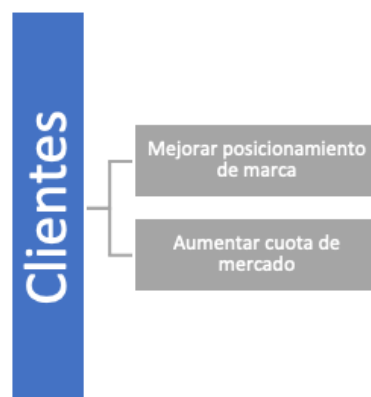 Clientes
Mejorar posicionamiento
de marca
Aumentar cuota de
mercado